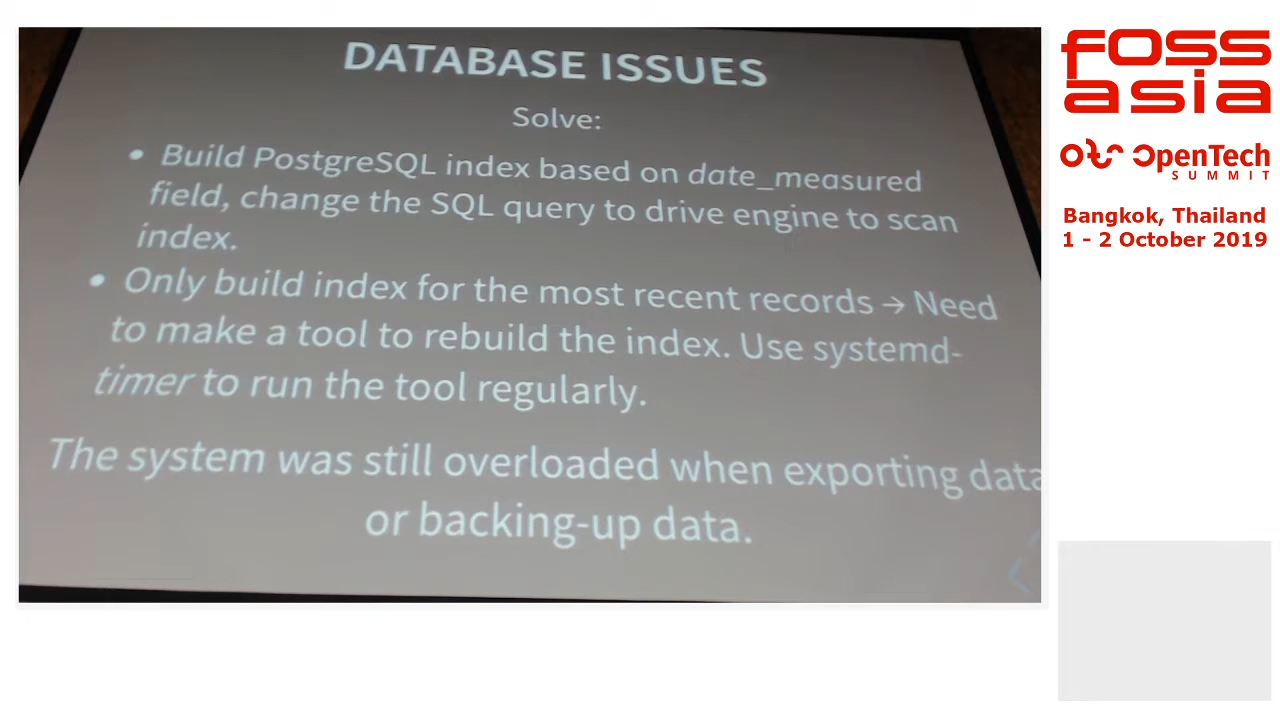 DATABASE ISSUES
Solve:
• Build PostgreSQL index based on date_measured
field, change the SQL query to drive engine to scan
index.
• Only build index for the most recent records → Need
to make a tool to rebuild the index. Use systemd-
timer to run the tool regularly.
The system was still overloaded when exporting data
or backing-up data.
FOSS
asia
OpenTech
SUMMIT
Bangkok, Thailand
1 - 2 October 2019